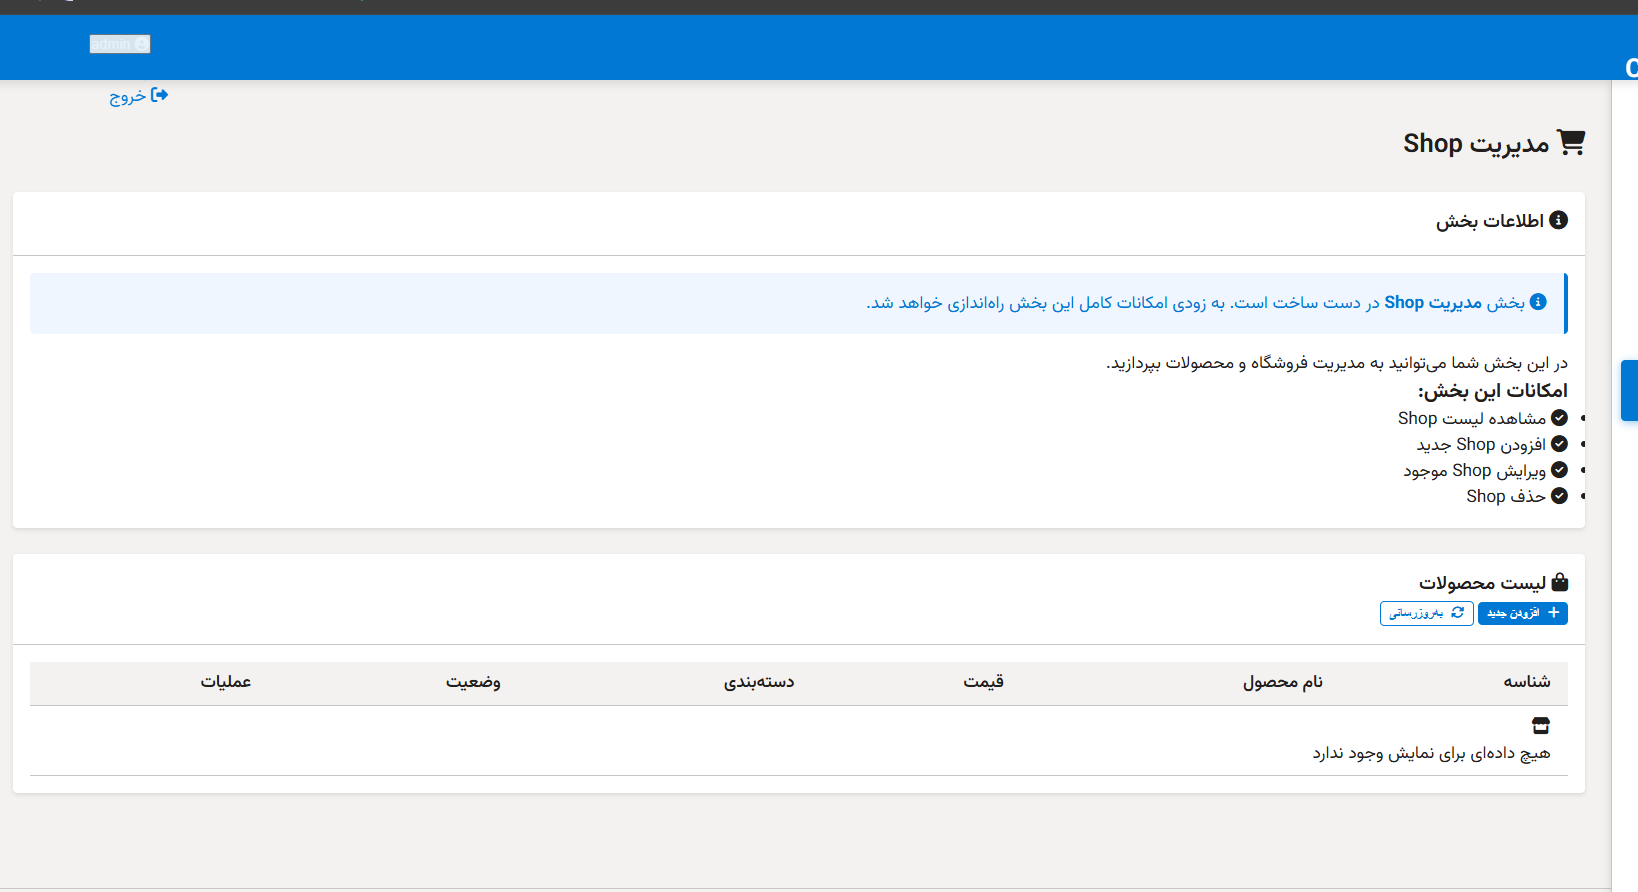 admin
خروج
مدیریت Shop
اطلاعات بخش
بخش مدیریت Shop در دست ساخت است. به زودی امکانات کامل این بخش راه‌اندازی خواهد شد.
در این بخش شما می‌توانید به مدیریت فروشگاه و محصولات بپردازید.
امکانات این بخش:
مشاهده لیست Shop
افزودن Shop جدید
ویرایش Shop موجود
حذف Shop
لیست محصولات
افزودن جدید به‌روزرسانی
شناسه نام محصول قیمت دسته‌بندی وضعیت عملیات
هیچ داده‌ای برای نمایش وجود ندارد